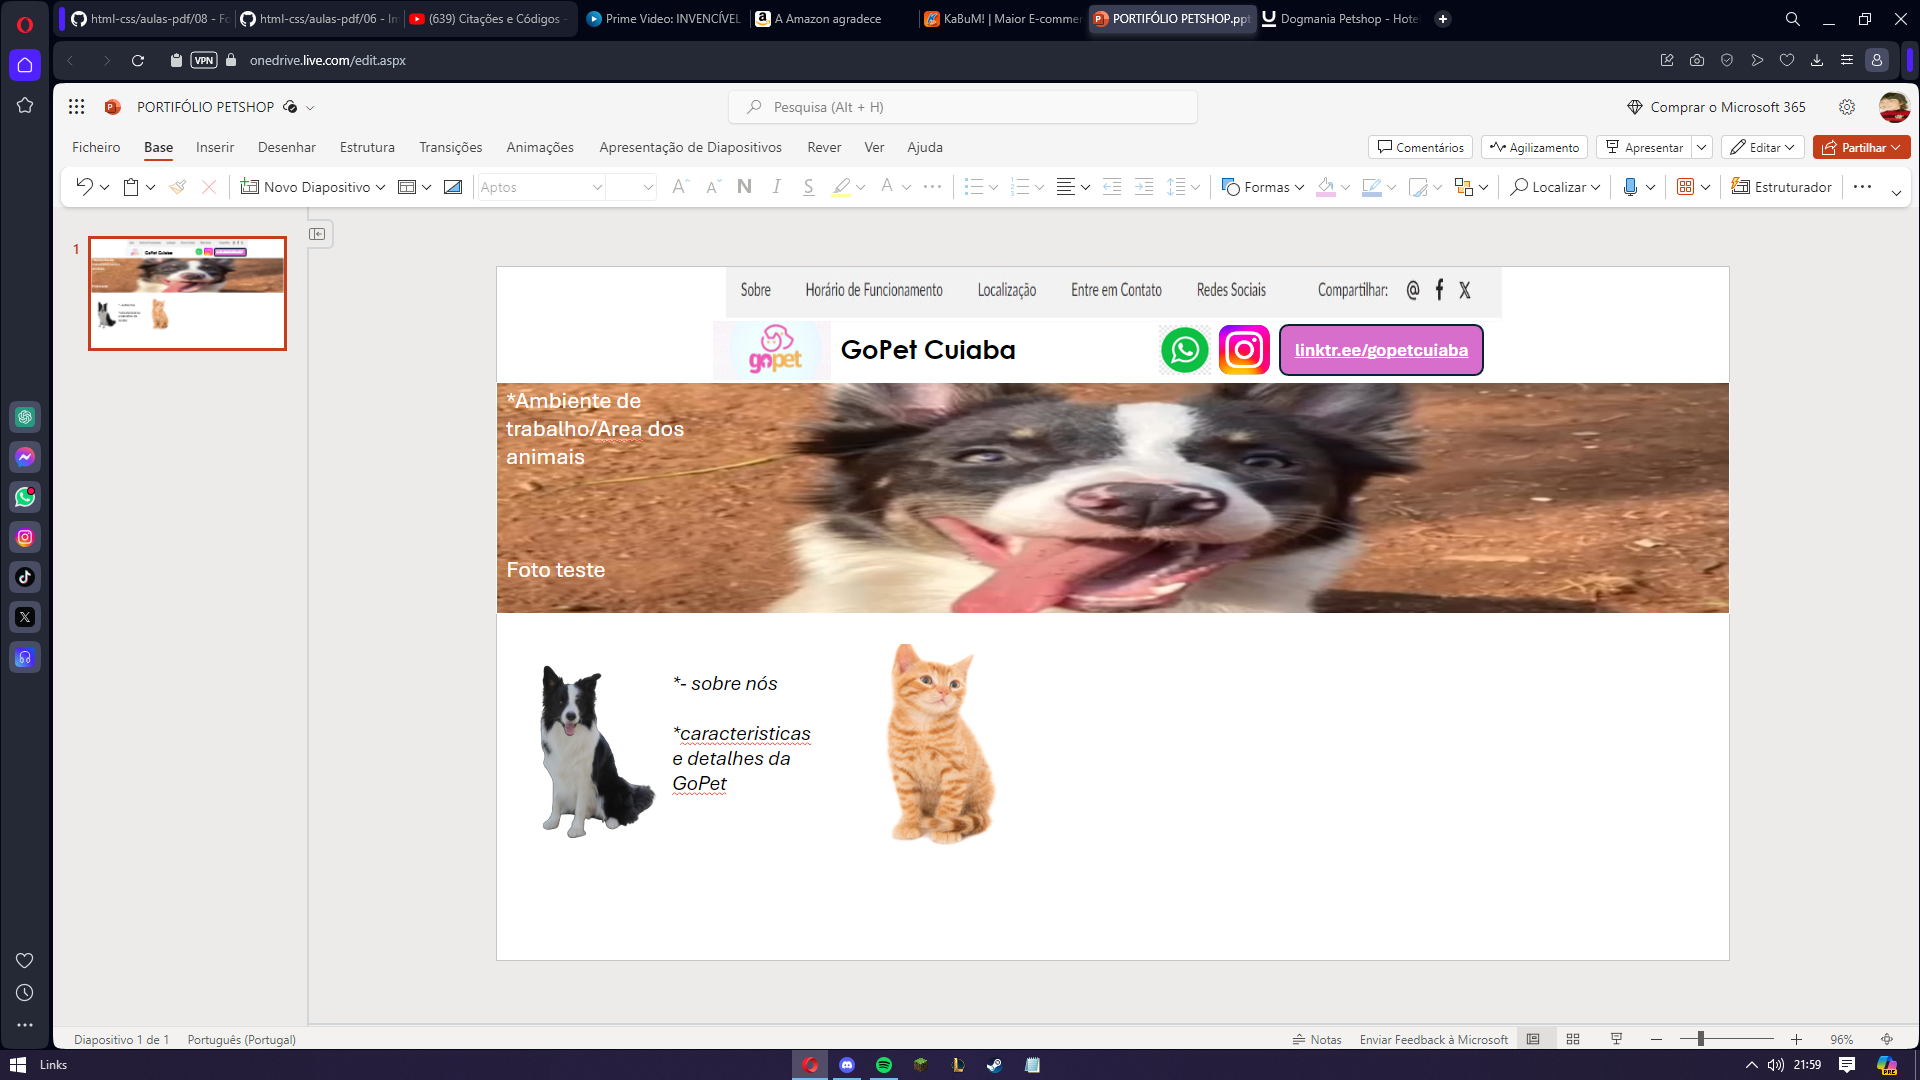 html-css/aulas-pdf/08 - Fo
html-css/aulas-pdf/06 - Im
(639) Citações e Códigos -
Prime Video: INVENCÍVEL
A Amazon agradece
KaBuM! | Maior E-commer
PORTIFÓLIO PETSHOP.ppt
Dogmania Petshop - Hote
VPN
onedrive.live.com/edit.aspx
PORTIFÓLIO PETSHOP
Pesquisa (Alt + H)
Comprar o Microsoft 365
Ficheiro Base Inserir Desenhar Estrutura Transições Animações Apresentação de Diapositivos Rever Ver Ajuda
Comentários Agilizamento Apresentar Editar Partilhar
Novo Diapositivo Aptos N I S A Formas Localizar Estruturador
1
Sobre Horário de Funcionamento Localização Entre em Contato Redes Sociais Compartilhar:
gopet
GoPet Cuiaba
linktr.ee/gopetcuiaba
*Ambiente de
trabalho/Area dos
animais
Foto teste
*- sobre nós
*caracteristicas
e detalhes da
GoPet
Diapositivo 1 de 1 Português (Portugal)
Notas Enviar Feedback à Microsoft 96%
Links
21:59